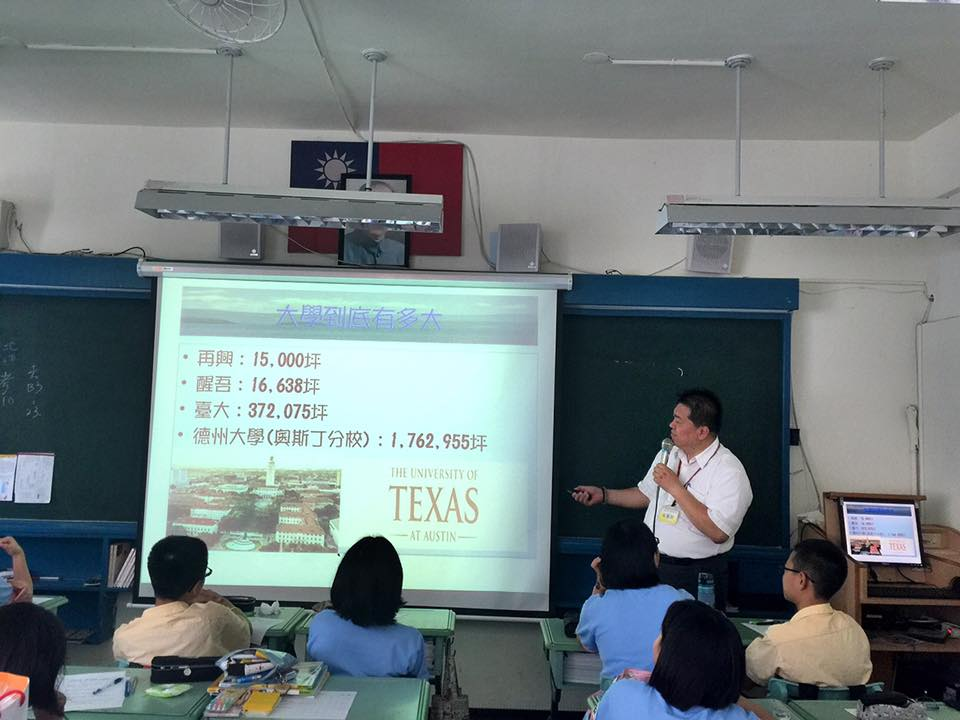 大學到底有多大
• 再興：15,000坪
• 醒吾：16,638坪
• 臺大：372,075坪
• 德州大學(奧斯丁分校)：1,762,955坪
THE UNIVERSITY OF
TEXAS
AT AUSTIN
TEXAS